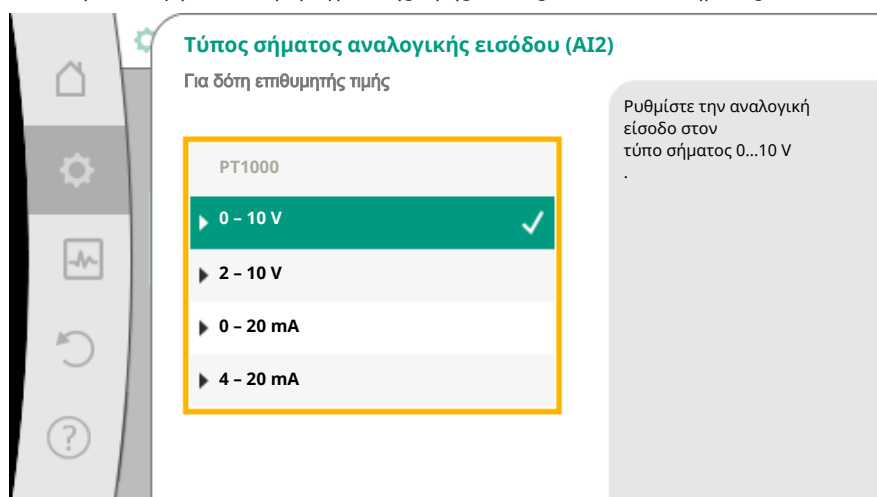 Τύπος σήματος αναλογικής εισόδου (AI2)
Για δότη επιθυμητής τιμής
PT1000
0 – 10 V
2 – 10 V
0 – 20 mA
4 – 20 mA
Ρυθμίστε την αναλογική
είσοδο στον
τύπο σήματος 0...10 V
.